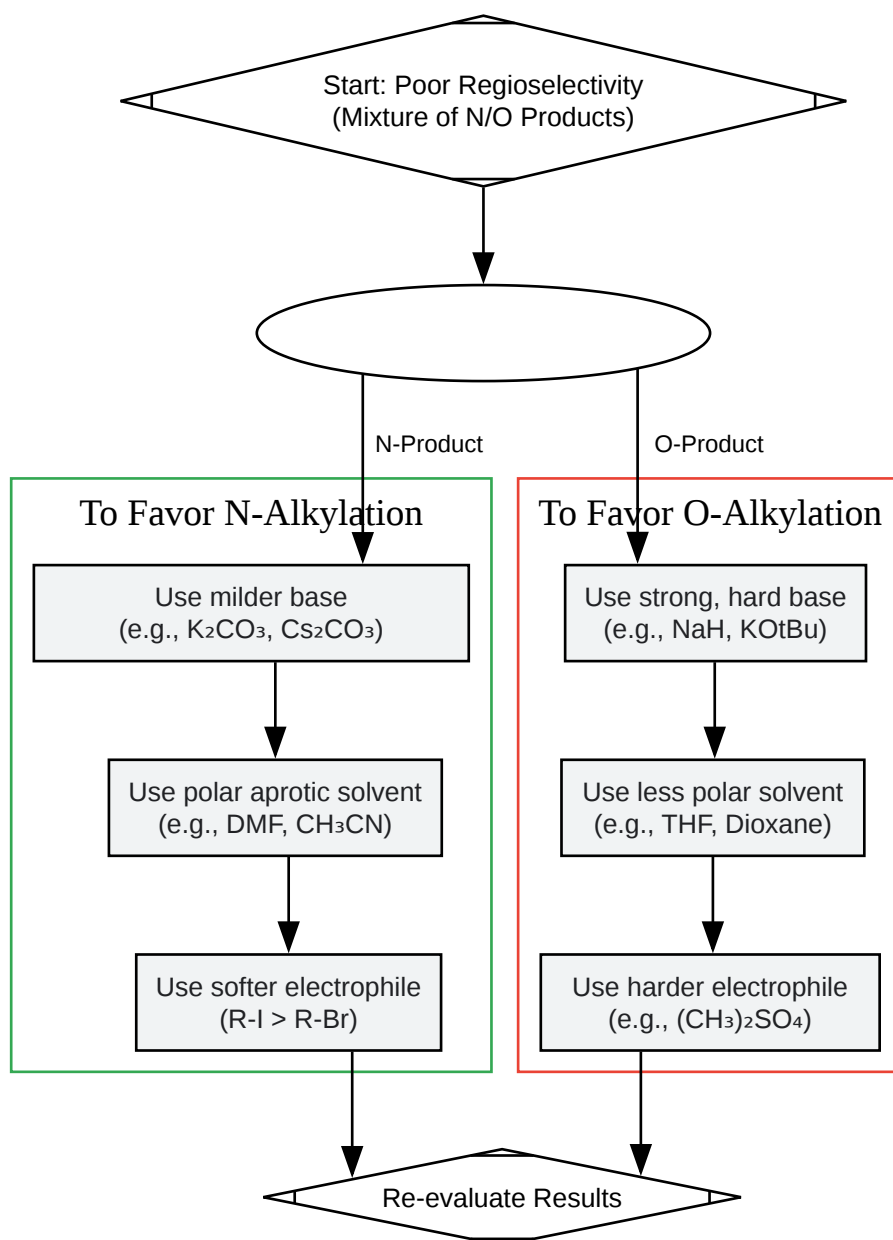 Start: Poor Regioselectivity
(Mixture of N/O Products)
N-Product
O-Product
To Favor N-Alkylation
Use milder base
(e.g., K₂CO₃, Cs₂CO₃)
Use polar aprotic solvent
(e.g., DMF, CH₃CN)
Use softer electrophile
(R-I > R-Br)
To Favor O-Alkylation
Use strong, hard base
(e.g., NaH, KOtBu)
Use less polar solvent
(e.g., THF, Dioxane)
Use harder electrophile
(e.g., (CH₃)₂SO₄)
Re-evaluate Results